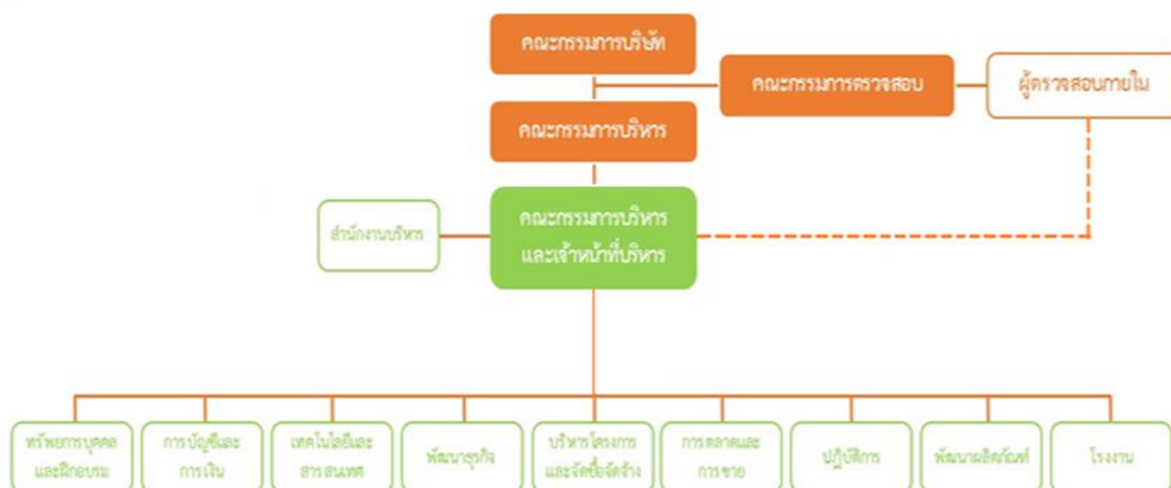 คณะกรรมการบริษัท
คณะกรรมการตรวจสอบ
ผู้ตรวจสอบภายใน
คณะกรรมการบริหาร
สำนักงานบริหาร
คณะกรรมการบริหาร
และเจ้าหน้าที่บริหาร
ทรัพยการบุคคล
และฝึกอบรม
การบัญชีและ
การเงิน
เทคโนโลยีและ
สารสนเทศ
พัฒนาธุรกิจ
บริหารโครงการ
และจัดซื้อจัดจ้าง
การตลาดและ
การขาย
ปฏิบัติการ
พัฒนาผลิตภัณฑ์
โรงงาน